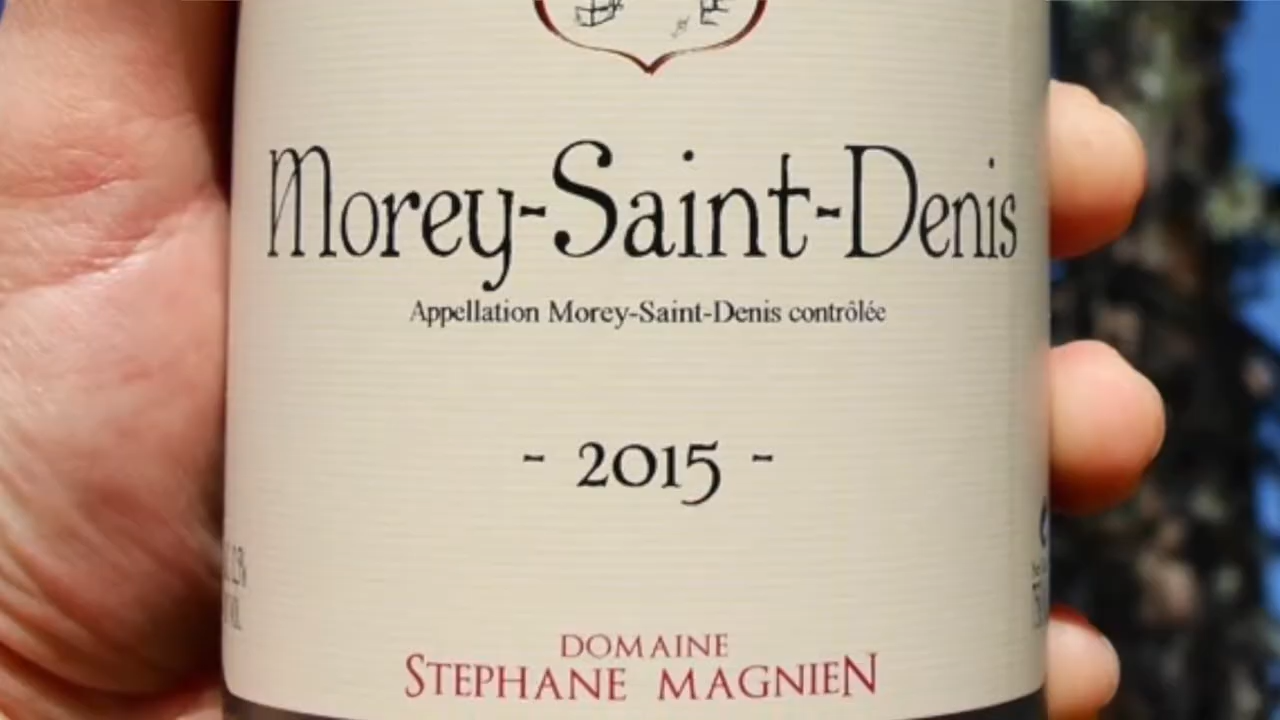 Morey-Saint-Denis
Appellation Morey-Saint-Denis contrôlée
- 2015 -
DOMAINE
STEPHANE MAGNIEN